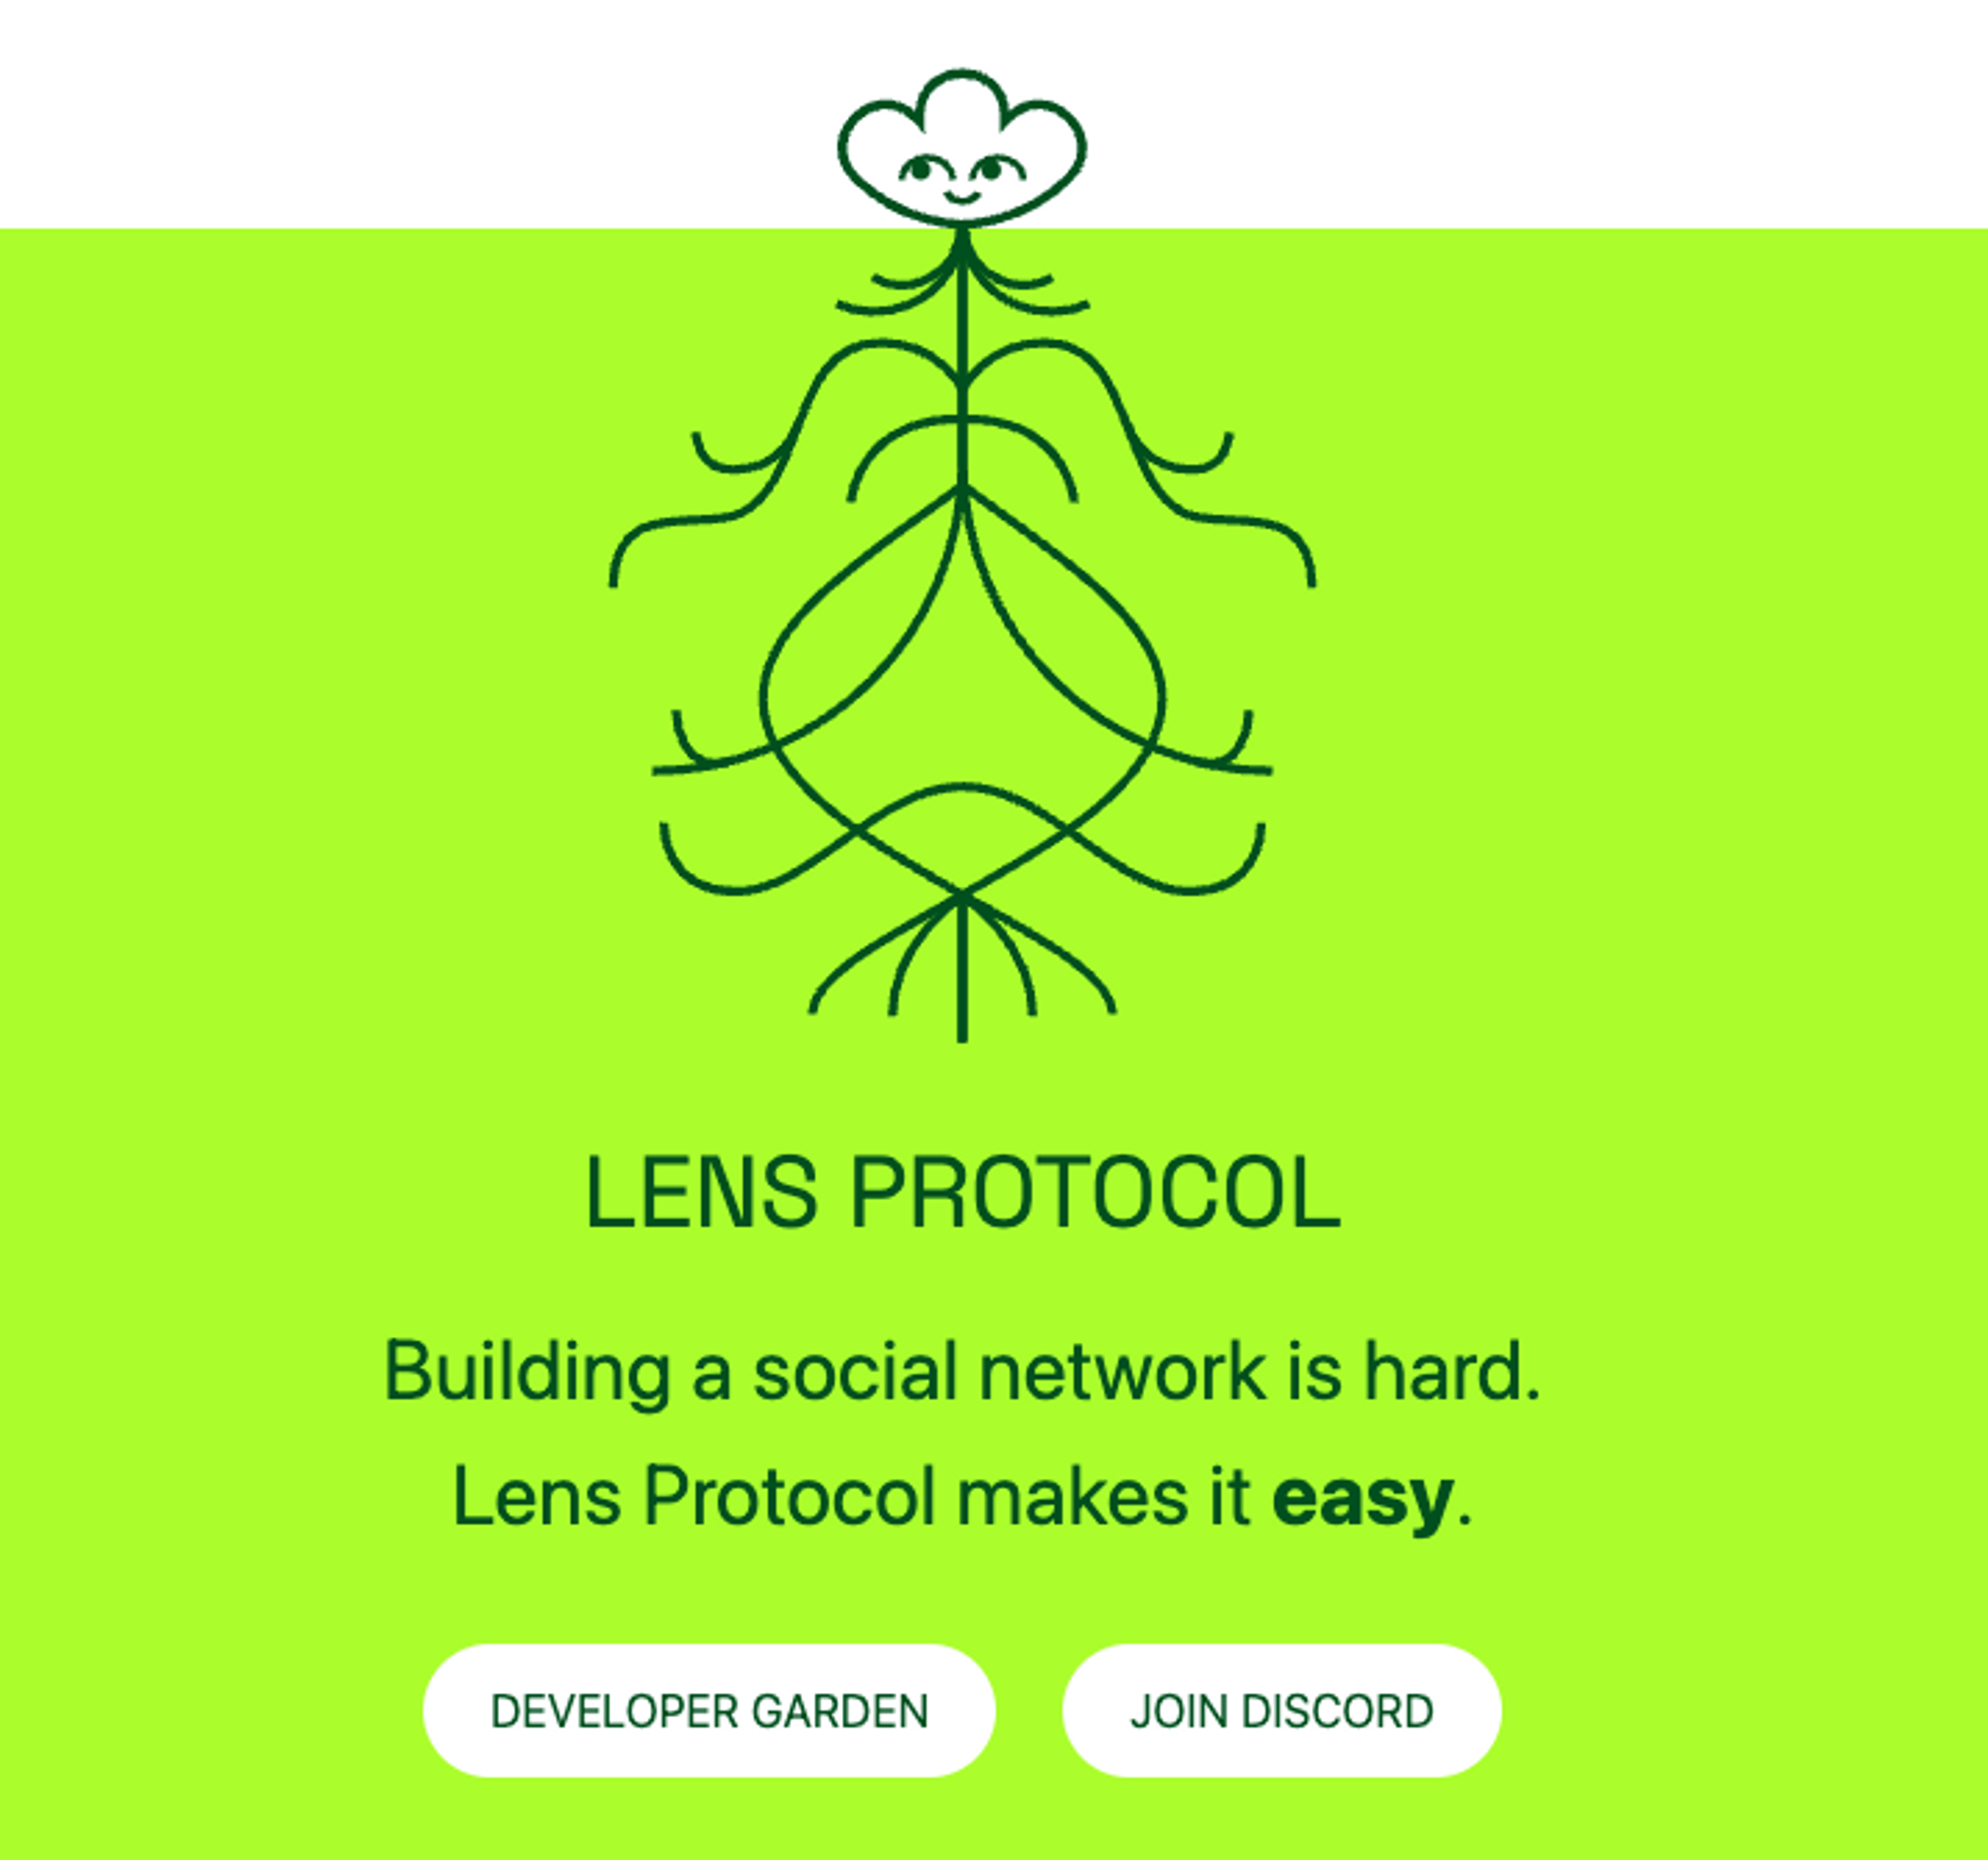 LENS PROTOCOL
Building a social network is hard.
Lens Protocol makes it easy.
DEVELOPER GARDEN
JOIN DISCORD